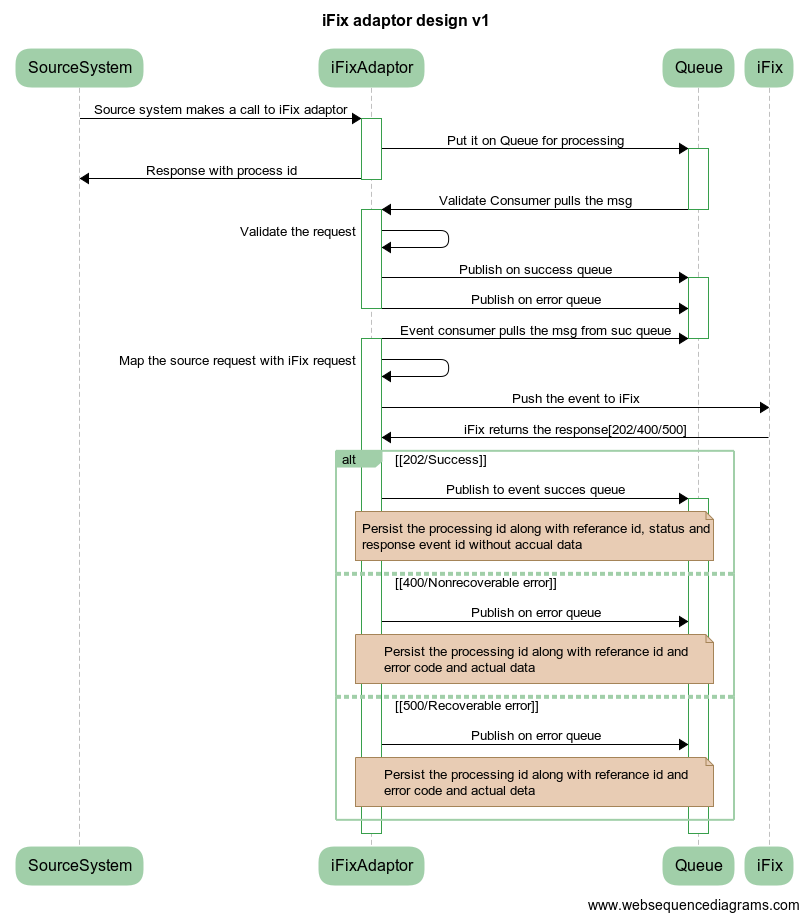 iFix adaptor design v1
SourceSystem
iFixAdaptor
Queue
iFix
Source system makes a call to iFix adaptor
Put it on Queue for processing
Response with process id
Validate Consumer pulls the msg
Validate the request
Publish on success queue
Publish on error queue
Event consumer pulls the msg from suc queue
Map the source request with iFix request
Push the event to iFix
iFix returns the response[202/400/500]
alt
[[202/Success]]
Publish to event succes queue
Persist the processing id along with referance id, status and
response event id without accual data
[[400/Nonrecoverable error]]
Publish on error queue
Persist the processing id along with referance id and
error code and actual data
[[500/Recoverable error]]
Publish on error queue
Persist the processing id along with referance id and
error code and actual deta
SourceSystem
iFixAdaptor
Queue
iFix
www.websequencediagrams.com